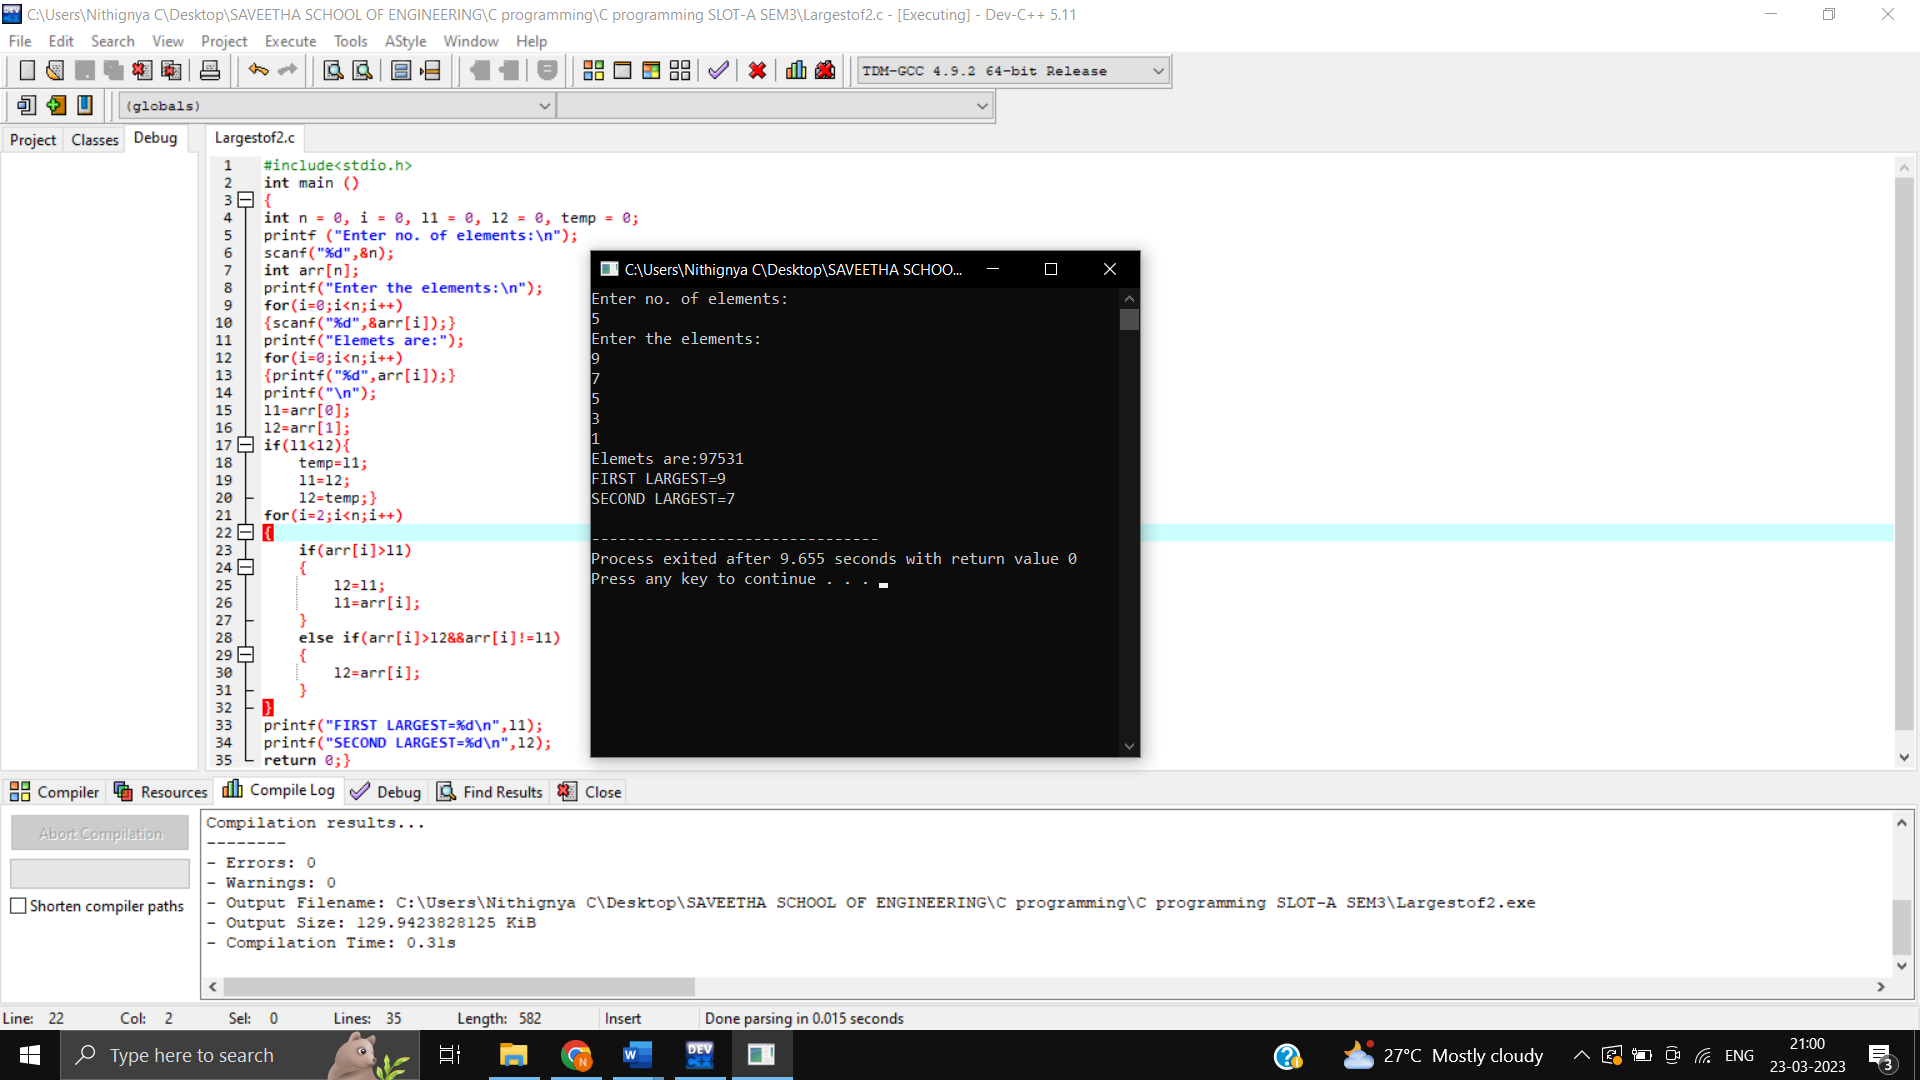 C:\Users\Nithignya C\Desktop\SAVEETHA SCHOOL OF ENGINEERING\C programming\C programming SLOT-A SEM3\Largestof2.c - [Executing] - Dev-C++ 5.11
File Edit Search View Project Execute Tools AStyle Window Help
TDM-GCC 4.9.2 64-bit Release
(globals)
Project Classes Debug
Largestof2.c
1 #include<stdio.h>
2 int main ()
3 {
4 int n = 0, i = 0, l1 = 0, l2 = 0, temp = 0;
5 printf ("Enter no. of elements:\n");
6 scanf("%d",&n);
7 int arr[n];
8 printf("Enter the elements:\n");
9 for(i=0;i<n;i++)
10 {scanf("%d",&arr[i]);}
11 printf("Elemets are:");
12 for(i=0;i<n;i++)
13 {printf("%d",arr[i]);}
14 printf("\n");
15 l1=arr[0];
16 l2=arr[1];
17 if(l1<l2){
18 temp=l1;
19 l1=l2;
20 l2=temp;}
21 for(i=2;i<n;i++)
22 {
23 if(arr[i]>l1)
24 {
25 l2=l1;
26 l1=arr[i];
27 }
28 else if(arr[i]>l2&&arr[i]!=l1)
29 {
30 l2=arr[i];
31 }
32 }
33 printf("FIRST LARGEST=%d\n",l1);
34 printf("SECOND LARGEST=%d\n",l2);
35 return 0;}
C:\Users\Nithignya C\Desktop\SAVEETHA SCHOO...
Enter no. of elements:
5
Enter the elements:
9
7
5
3
1
Elemets are:97531
FIRST LARGEST=9
SECOND LARGEST=7
--------------------------------
Process exited after 9.655 seconds with return value 0
Press any key to continue . . .
Compiler Resources Compile Log Debug Find Results Close
Abort Compilation
Shorten compiler paths
Compilation results...
--------
- Errors: 0
- Warnings: 0
- Output Filename: C:\Users\Nithignya C\Desktop\SAVEETHA SCHOOL OF ENGINEERING\C programming\C programming SLOT-A SEM3\Largestof2.exe
- Output Size: 129.9423828125 KiB
- Compilation Time: 0.31s
Line: 22 Col: 2 Sel: 0 Lines: 35 Length: 582 Insert Done parsing in 0.015 seconds
Type here to search
27°C Mostly cloudy
ENG
21:00
23-03-2023
3